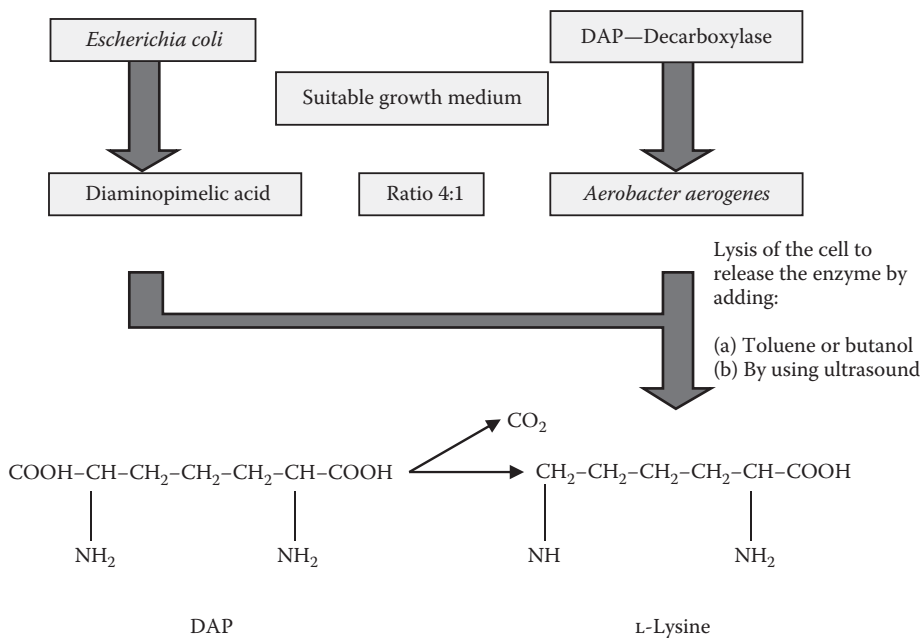 Escherichia coli
DAP—Decarboxylase
Suitable growth medium
Diaminopimelic acid
Ratio 4:1
Aerobacter aerogenes
Lysis of the cell to
release the enzyme by
adding:
(a) Toluene or butanol
(b) By using ultrasound
CO₂
COOH–CH–CH₂–CH₂–CH₂–CH–COOH
CH₂–CH₂–CH₂–CH₂–CH–COOH
NH₂ NH₂ NH NH₂
DAP
L-Lysine